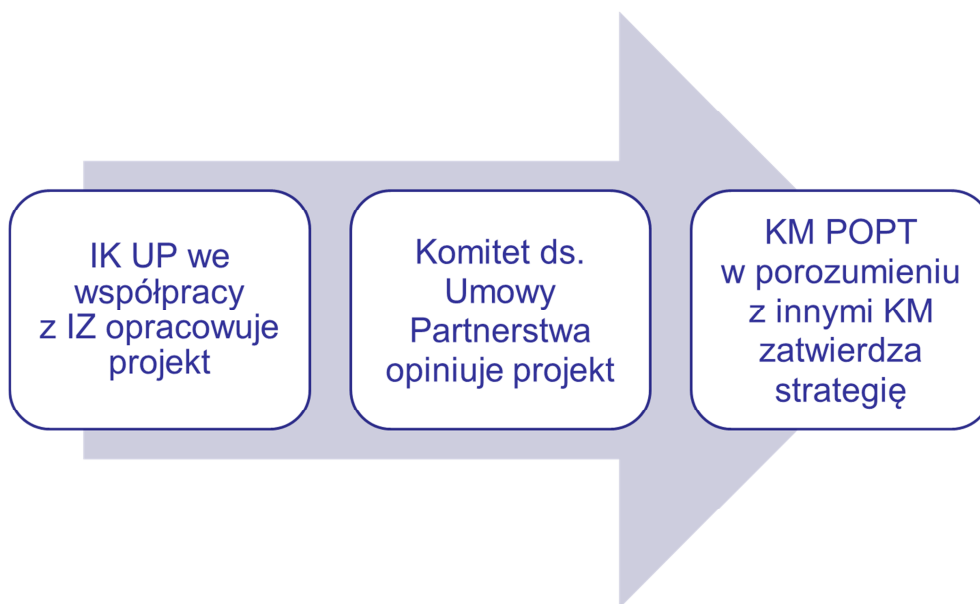 IK UP we
współpracy
z IZ opracowuje
projekt
Komitet ds.
Umowy
Partnerstwa
opiniuje projekt
KM POPT
w porozumieniu
z innymi KM
zatwierdza
strategię